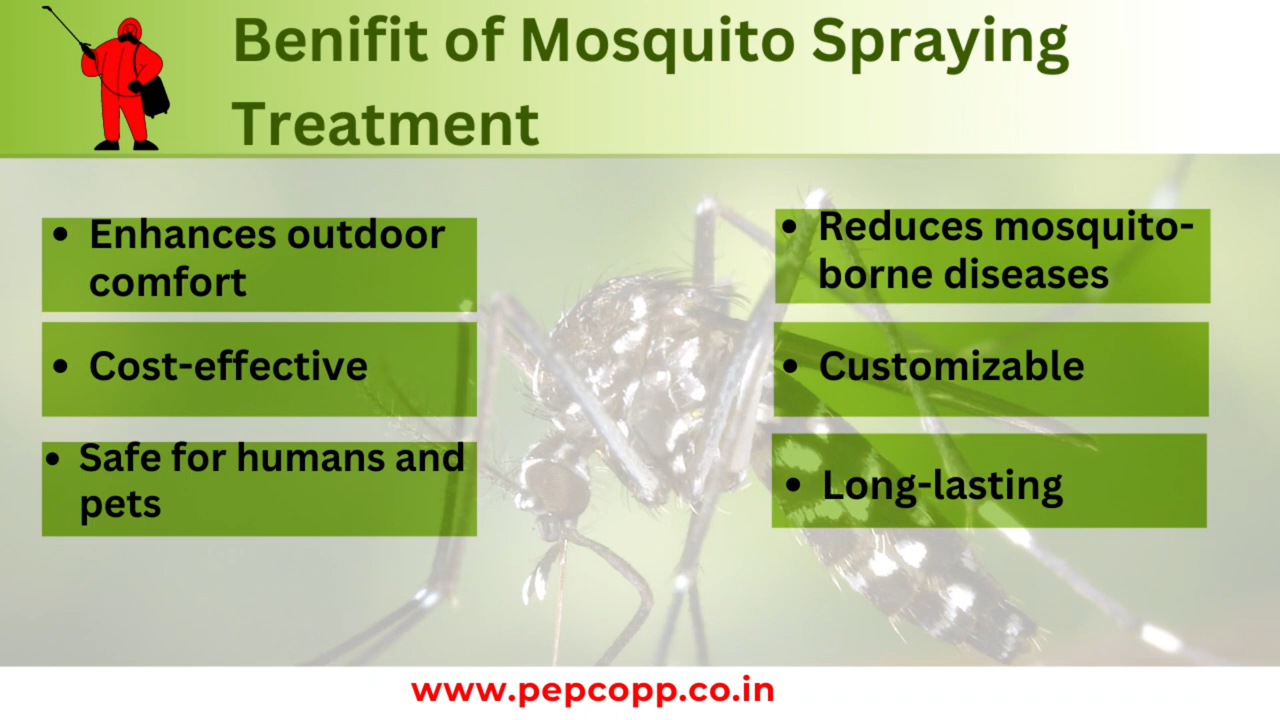 Benifit of Mosquito Spraying
Treatment
• Enhances outdoor
comfort
• Cost-effective
• Safe for humans and
pets
• Reduces mosquito-
borne diseases
• Customizable
• Long-lasting
www.pepcopp.co.in